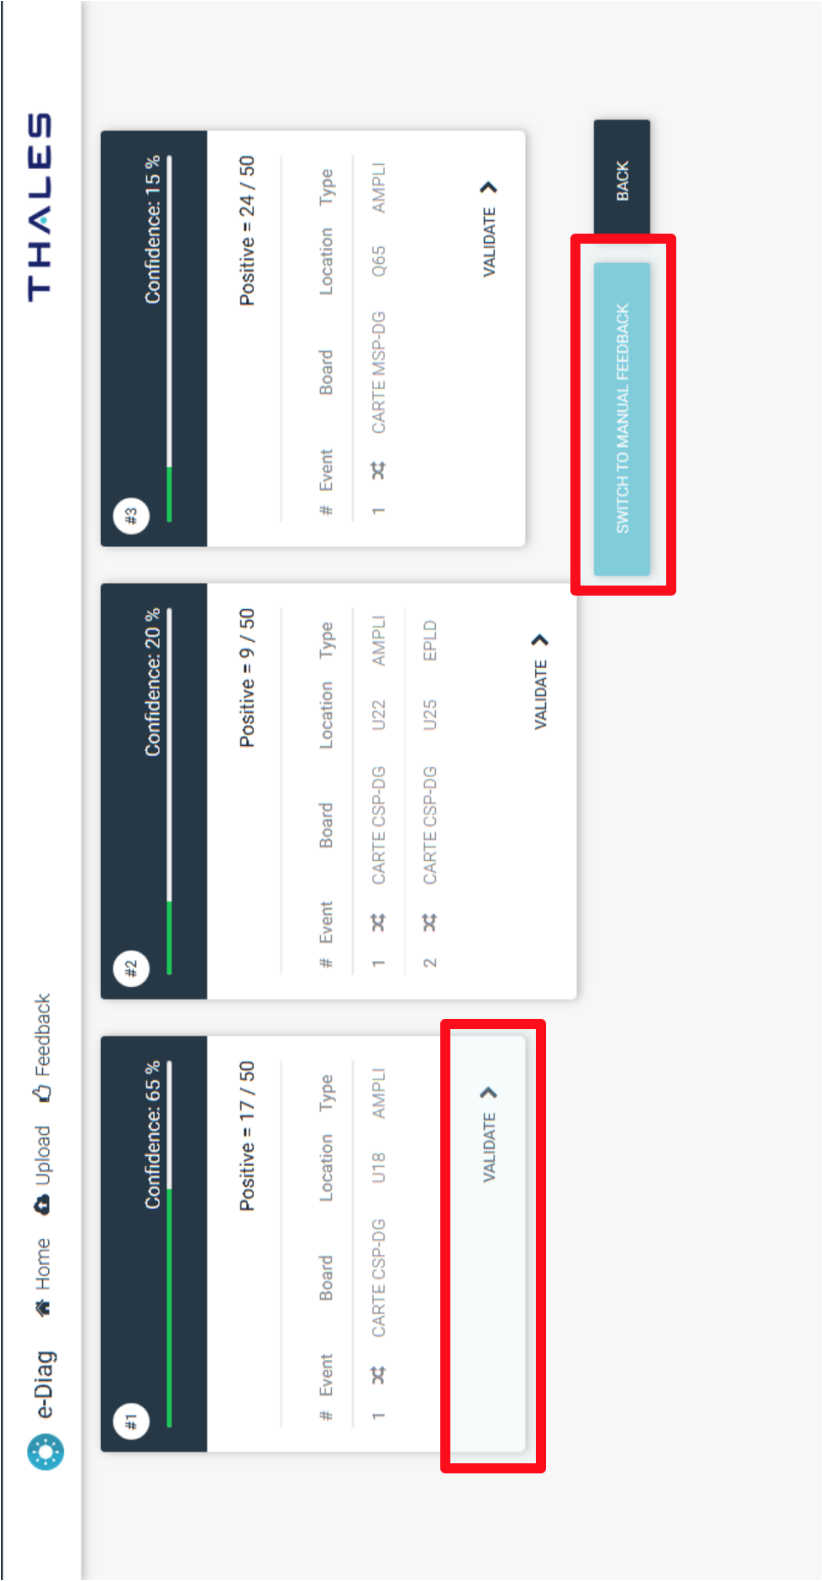 e-Diag Home Upload Feedback THALES
#1
Confidence: 65 %
Positive = 17 / 50
# Event Board Location Type
1 CARTE CSP-DG U18 AMPLI
VALIDATE
#2
Confidence: 20 %
Positive = 9 / 50
# Event Board Location Type
1 CARTE CSP-DG U22 AMPLI
2 CARTE CSP-DG U25 EPLD
VALIDATE
#3
Confidence: 15 %
Positive = 24 / 50
# Event Board Location Type
1 CARTE MSP-DG Q65 AMPLI
VALIDATE
SWITCH TO MANUAL FEEDBACK BACK